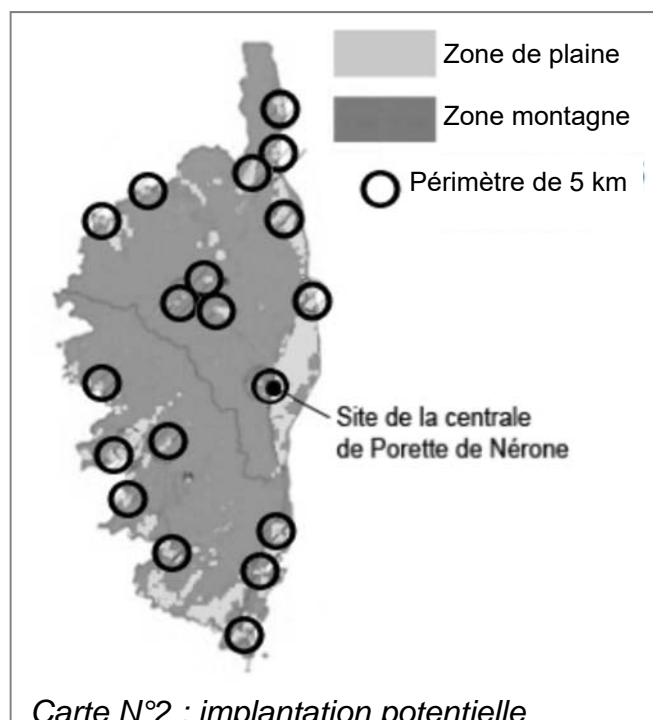 Zone de plaine
Zone montagne
Périmètre de 5 km
Site de la centrale
de Porette de Nérone
Carte N°2 : implantation potentielle